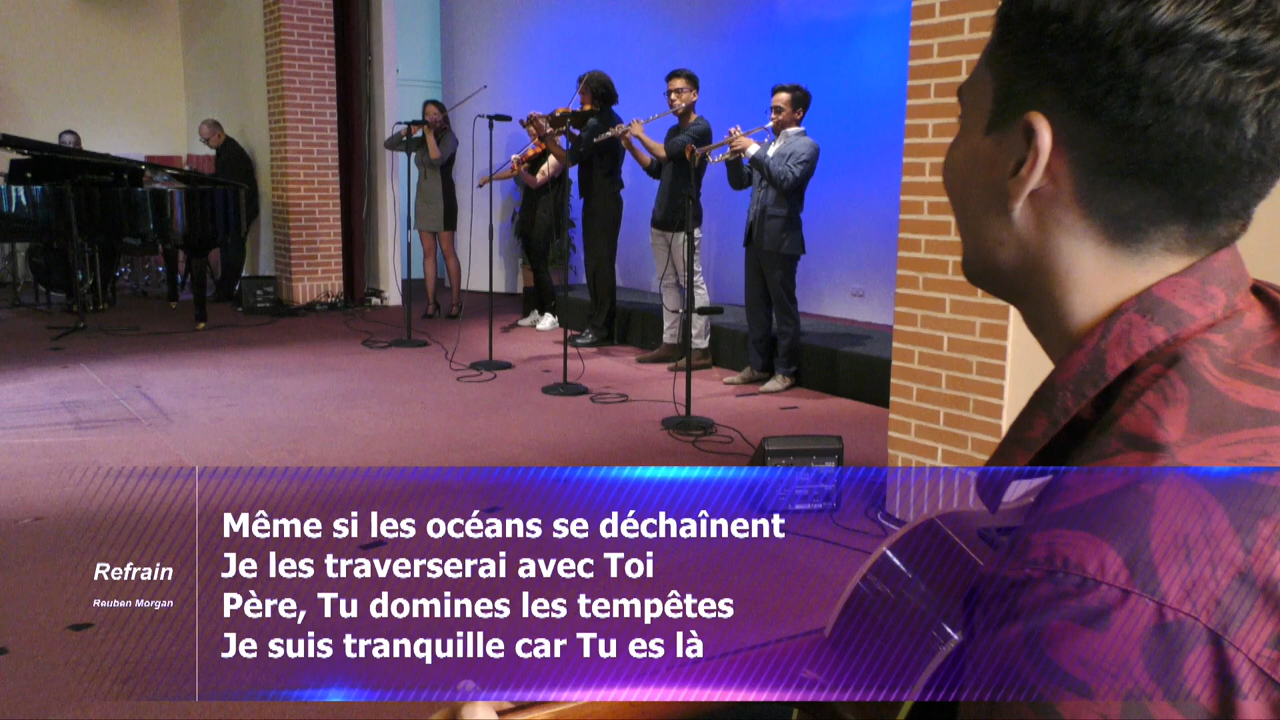 Refrain
Reuben Morgan
Même si les océans se déchaînent
Je les traverserai avec Toi
Père, Tu domines les tempêtes
Je suis tranquille car Tu es là